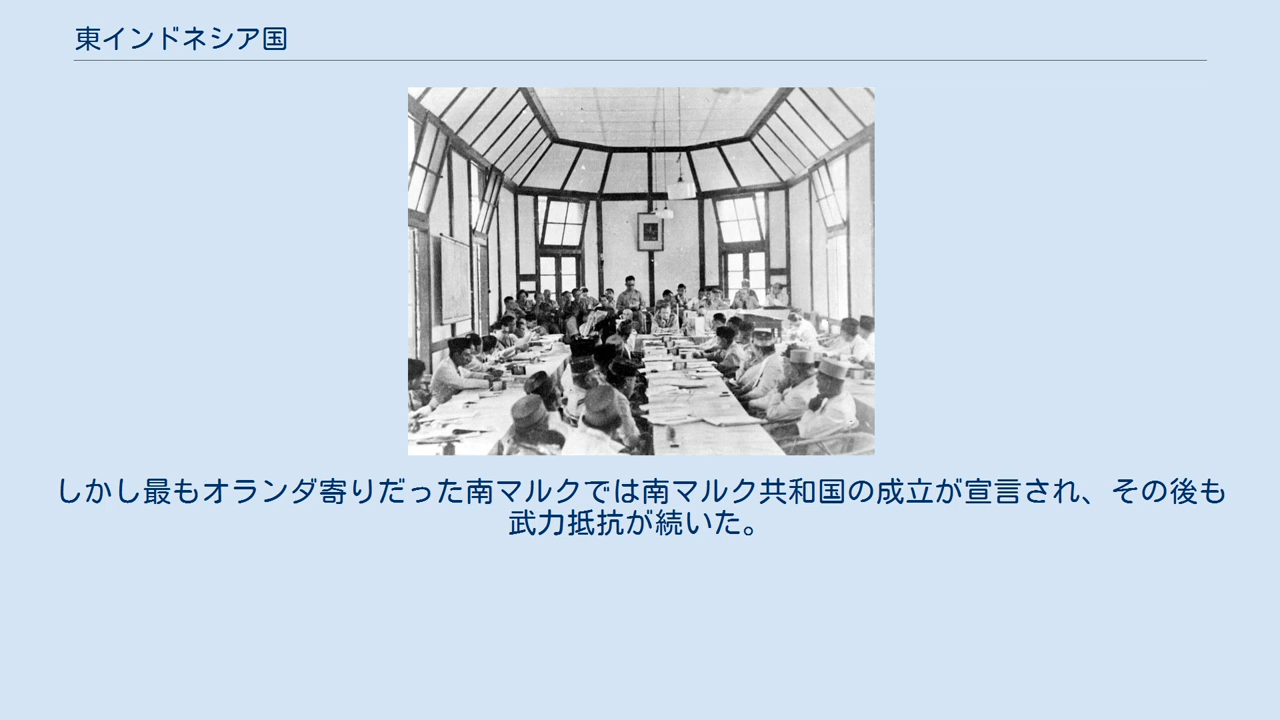 東インドネシア国
しかし最もオランダ寄りだった南マルクでは南マルク共和国の成立が宣言され、その後も
武力抵抗が続いた。